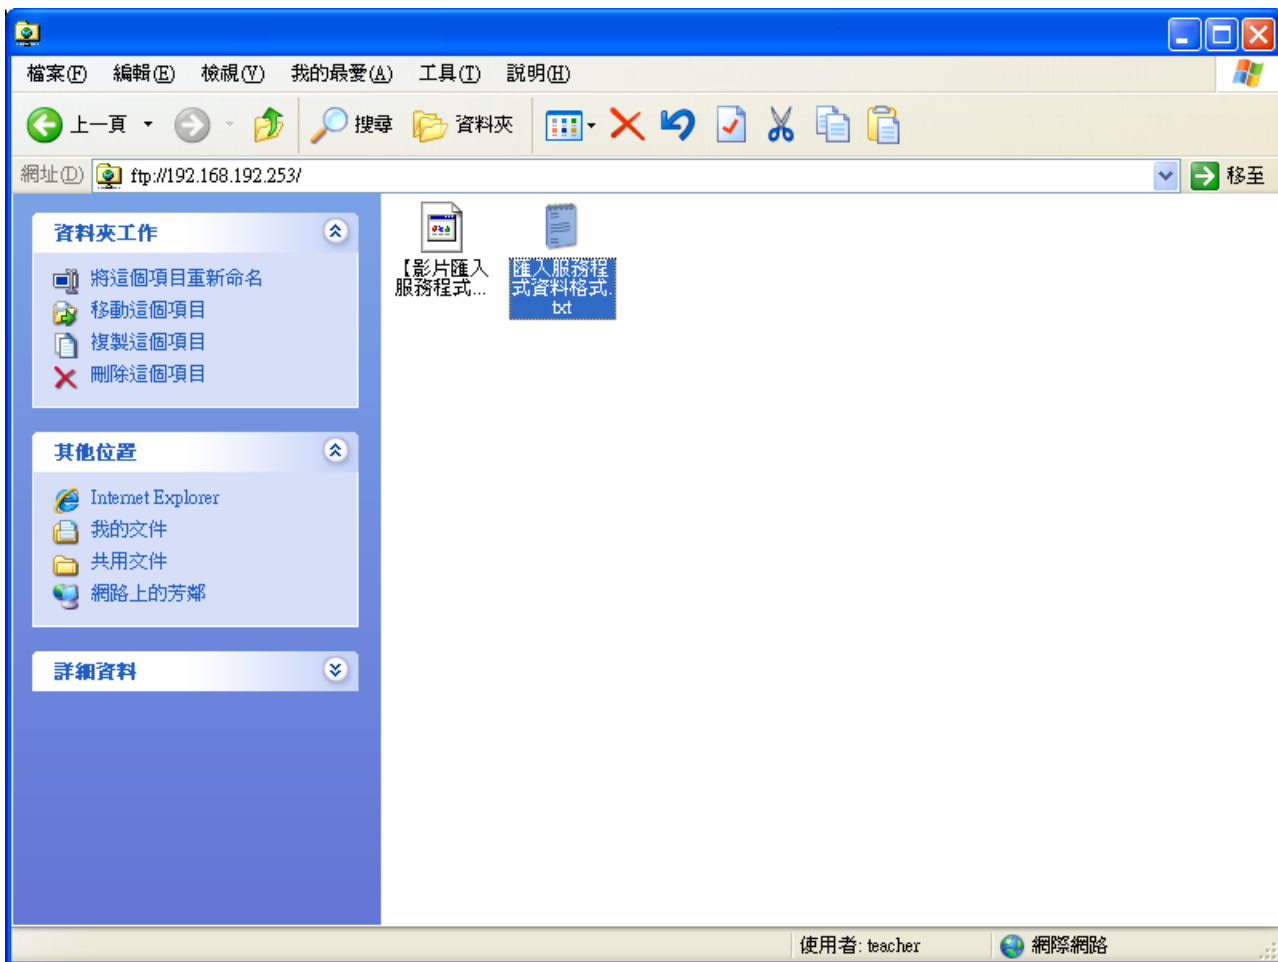 檔案(F) 編輯(E) 檢視(V) 我的最愛(A) 工具(T) 說明(H)
上一頁 搜尋 資料夾
網址(D) ftp://192.168.192.253/ 移至
資料夾工作
將這個項目重新命名
移動這個項目
複製這個項目
刪除這個項目
其他位置
Internet Explorer
我的文件
共用文件
網路上的芳鄰
詳細資料
【影片匯入
服務程式...
匯入服務程
式資料格式.
txt
使用者: teacher 網際網路